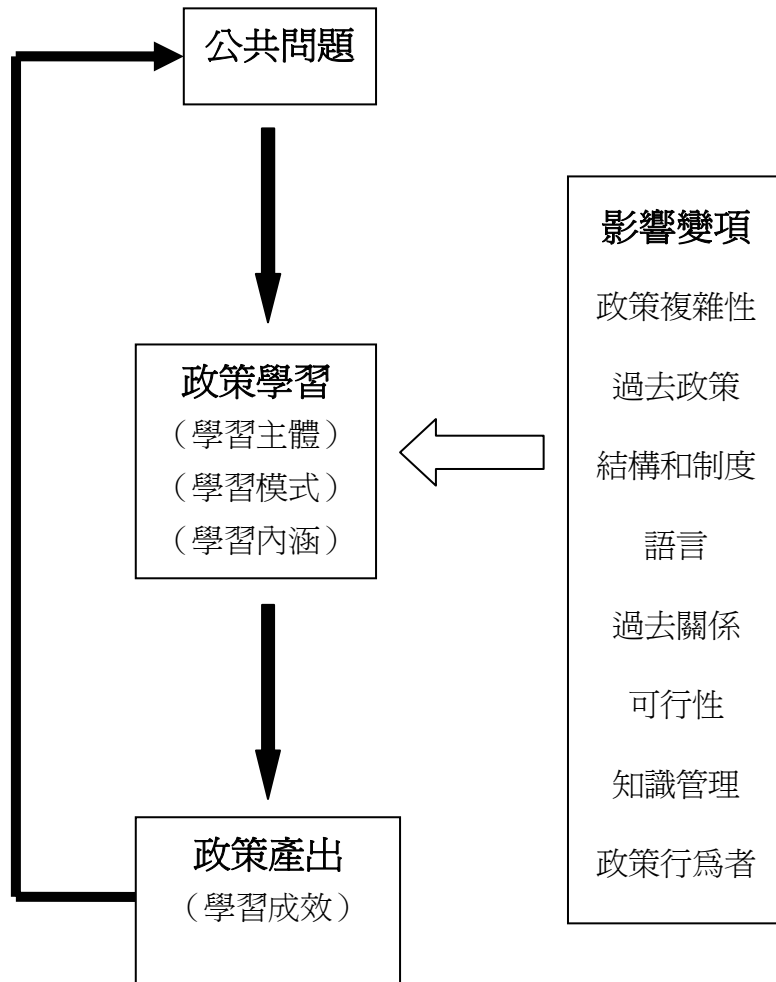 公共問題
政策學習
（學習主體）
（學習模式）
（學習內涵）
政策產出
（學習成效）
影響變項
政策複雜性
過去政策
結構和制度
語言
過去關係
可行性
知識管理
政策行為者